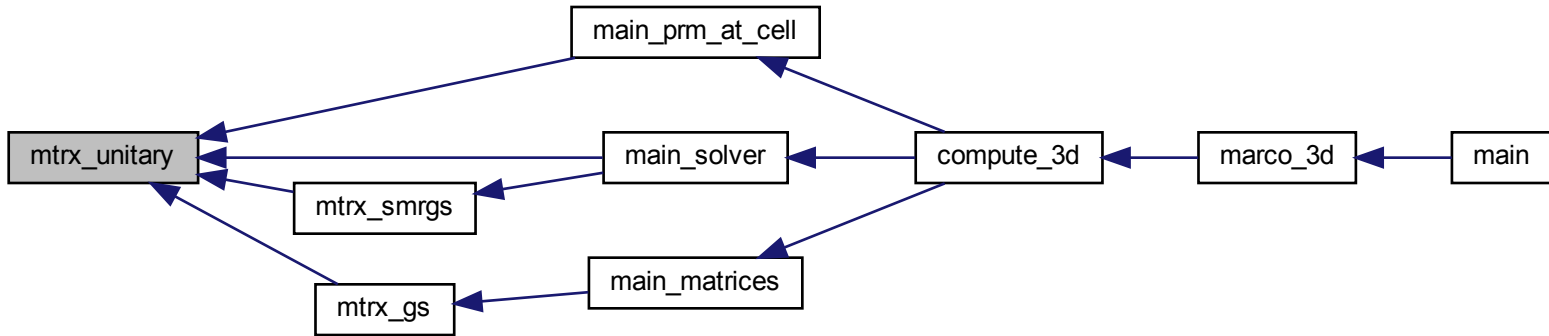 main_prm_at_cell
mtrx_unitary
main_solver
compute_3d
marco_3d
main
mtrx_smrgs
main_matrices
mtrx_gs